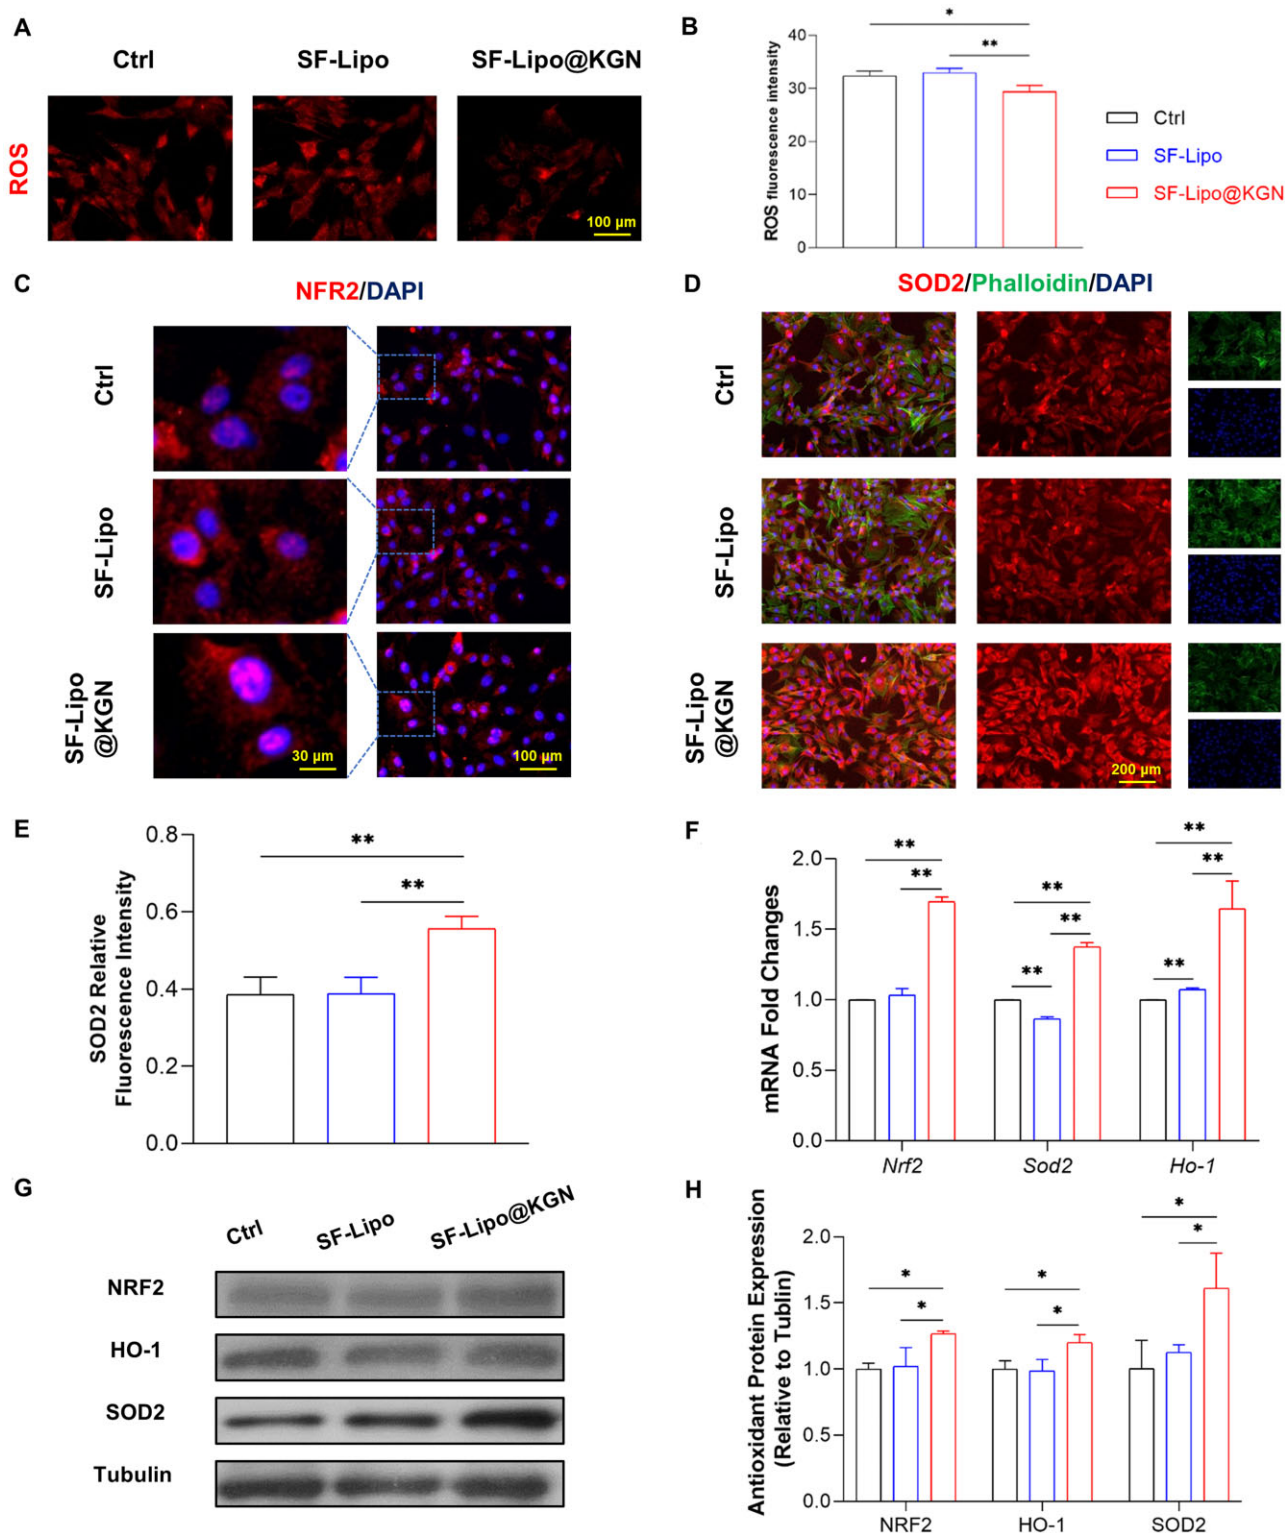 A
Ctrl
SF-Lipo
SF-Lipo@KGN
ROS
100 µm
B
ROS fluorescence intensity
40
30
20
10
0
*
**
Ctrl
SF-Lipo
SF-Lipo@KGN
C
NFR2/DAPI
Ctrl
SF-Lipo
SF-Lipo
@KGN
30 µm
100 µm
D
SOD2/Phalloidin/DAPI
Ctrl
SF-Lipo
SF-Lipo
@KGN
200 µm
E
SOD2 Relative
Fluorescence Intensity
0.8
0.6
0.4
0.2
0.0
**
**
F
mRNA Fold Changes
2.0
1.5
1.0
0.5
0.0
**
**
**
**
**
**
**
**
Nrf2
Sod2
Ho-1
G
Ctrl
SF-Lipo
SF-Lipo@KGN
NRF2
HO-1
SOD2
Tubulin
H
Antioxidant Protein Expression
(Relative to Tublin)
2.0
1.5
1.0
0.5
0.0
*
*
*
*
*
*
NRF2
HO-1
SOD2